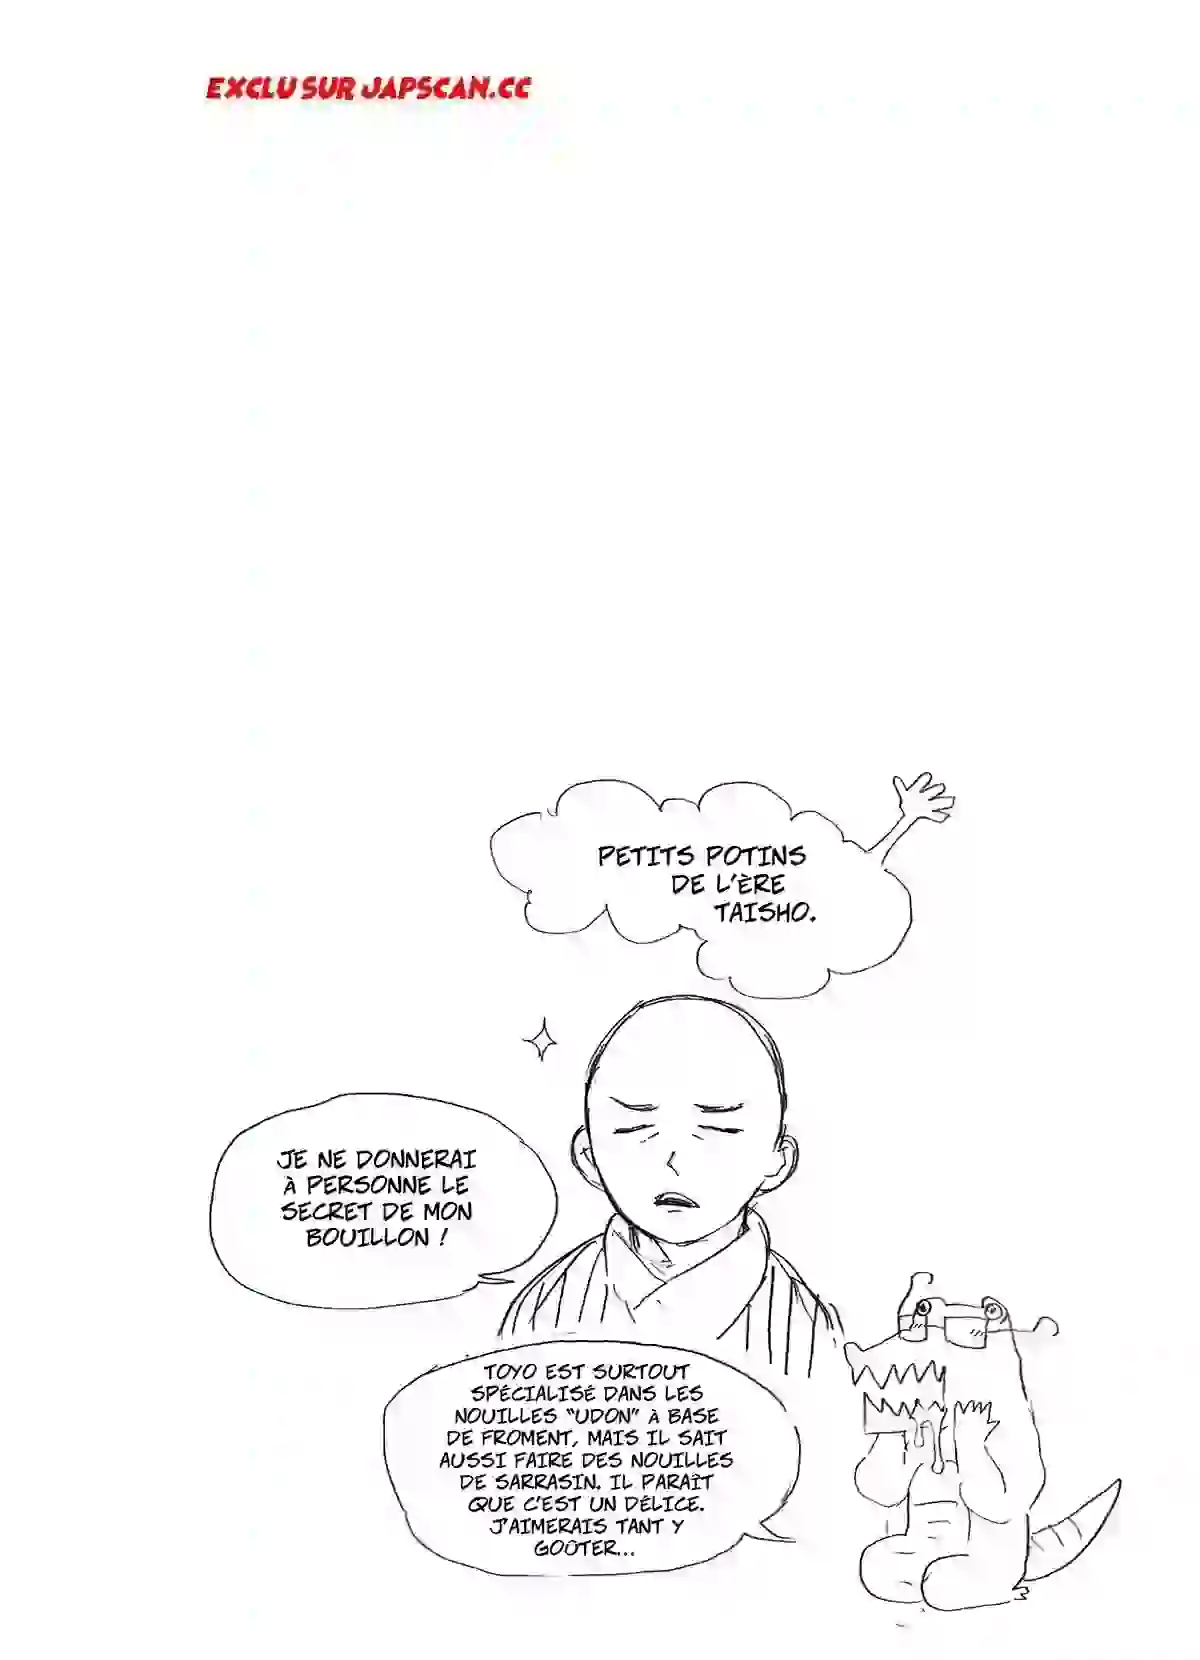 EXCLU SUR JAPSCAN.CC
PETITS POTINS
DE L'ÈRE
TAISHO.
JE NE DONNERAI
À PERSONNE LE
SECRET DE MON
BOUILLON !
TOYO EST SURTOUT
SPÉCIALISÉ DANS LES
NOUILLES "UDON" À BASE
DE FROMENT, MAIS IL SAIT
AUSSI FAIRE DES NOUILLES
DE SARRASIN. IL PARAÎT
QUE C'EST UN DÉLICE.
J'AIMERAIS TANT Y
GOÛTER...